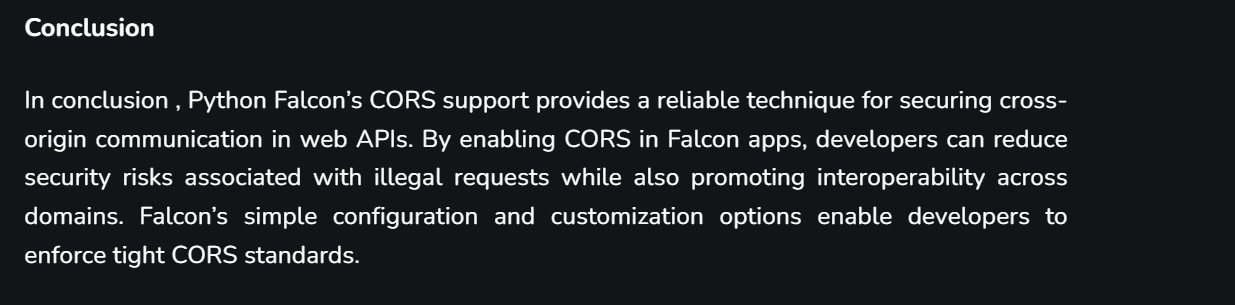 Conclusion
In conclusion , Python Falcon’s CORS support provides a reliable technique for securing cross-
origin communication in web APIs. By enabling CORS in Falcon apps, developers can reduce
security risks associated with illegal requests while also promoting interoperability across
domains. Falcon’s simple configuration and customization options enable developers to
enforce tight CORS standards.